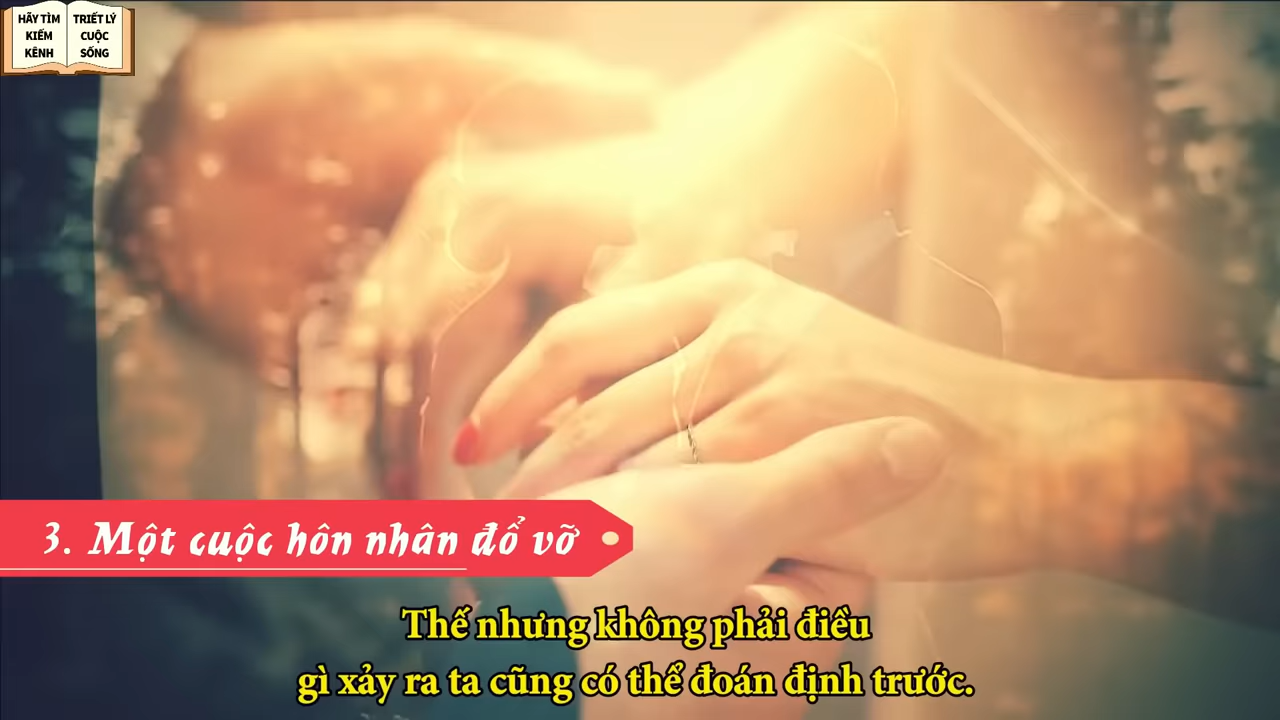 HÃY TÌM
KIẾM
KÊNH
TRIẾT LÝ
CUỘC
SỐNG
3. Một cuộc hôn nhân đổ vỡ
Thế nhưng không phải điều
gì xảy ra ta cũng có thể đoán định trước.